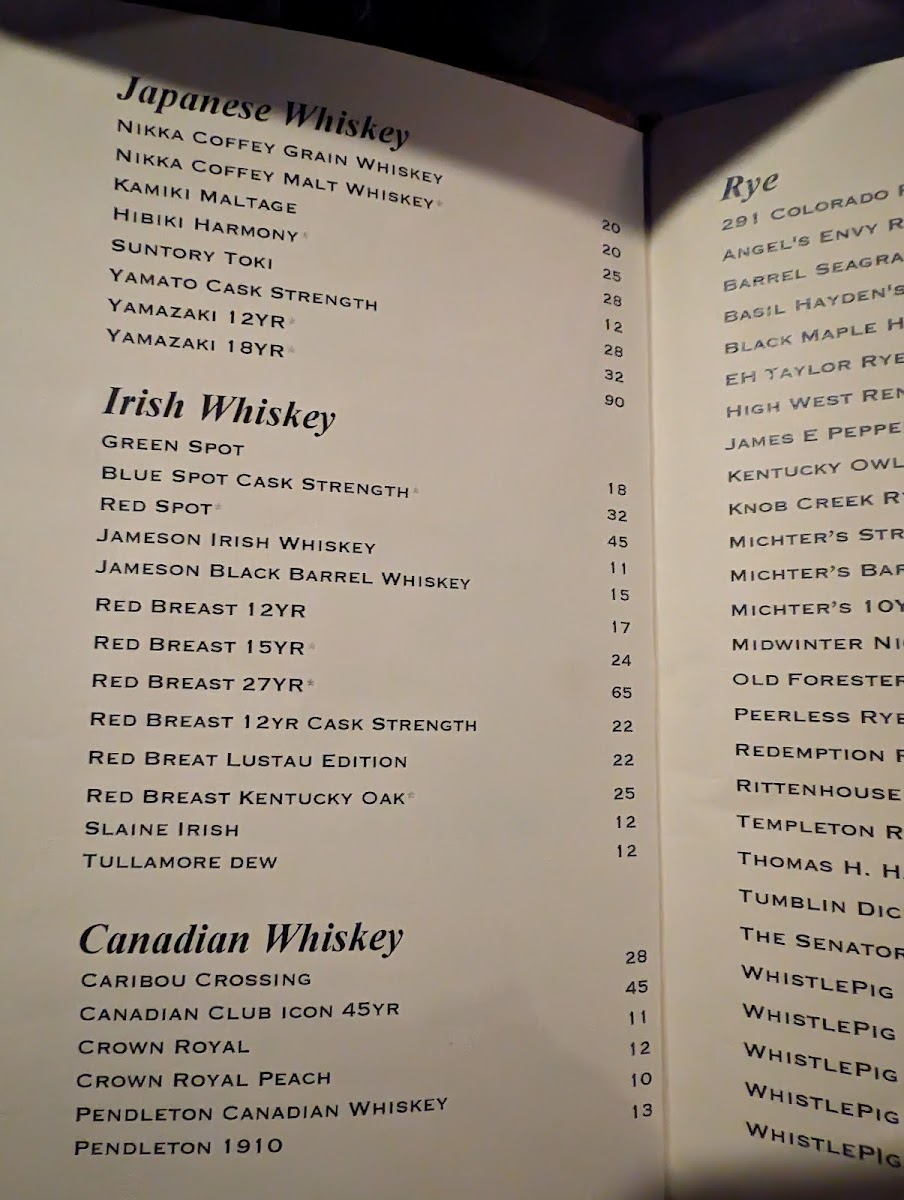 Japanese Whiskey
NIKKA COFFEY GRAIN WHISKEY 20
NIKKA COFFEY MALT WHISKEY* 20
KAMIKI MALTAGE 25
HIBIKI HARMONY* 28
SUNTORY TOKI 12
YAMATO CASK STRENGTH 28
YAMAZAKI 12YR* 32
YAMAZAKI 18YR* 90
Irish Whiskey
GREEN SPOT 18
BLUE SPOT CASK STRENGTH* 32
RED SPOT* 45
JAMESON IRISH WHISKEY 11
JAMESON BLACK BARREL WHISKEY 15
RED BREAST 12YR 17
RED BREAST 15YR* 24
RED BREAST 27YR* 65
RED BREAST 12YR CASK STRENGTH 22
RED BREAT LUSTAU EDITION 22
RED BREAST KENTUCKY OAK* 25
SLAINE IRISH 12
TULLAMORE DEW 12
Canadian Whiskey
CARIBOU CROSSING 28
CANADIAN CLUB ICON 45YR 45
CROWN ROYAL 11
CROWN ROYAL PEACH 12
PENDLETON CANADIAN WHISKEY 10
PENDLETON 1910 13
Rye
291 COLORADO
ANGEL'S ENVY R
BARREL SEAGRA
BASIL HAYDEN'S
BLACK MAPLE H
EH TAYLOR RYE
HIGH WEST REN
JAMES E PEPPE
KENTUCKY OWL
KNOB CREEK R
MICHTER'S STR
MICHTER'S BAR
MICHTER'S 10Y
MIDWINTER NI
OLD FORESTER
PEERLESS RYE
REDEMPTION
RITTENHOUSE
TEMPLETON R
THOMAS H. H
TUMBLIN DIC
THE SENATOR
WHISTLEPIG
WHISTLEPIG
WHISTLEPIG
WHISTLEPIG
WHISTLEPIG